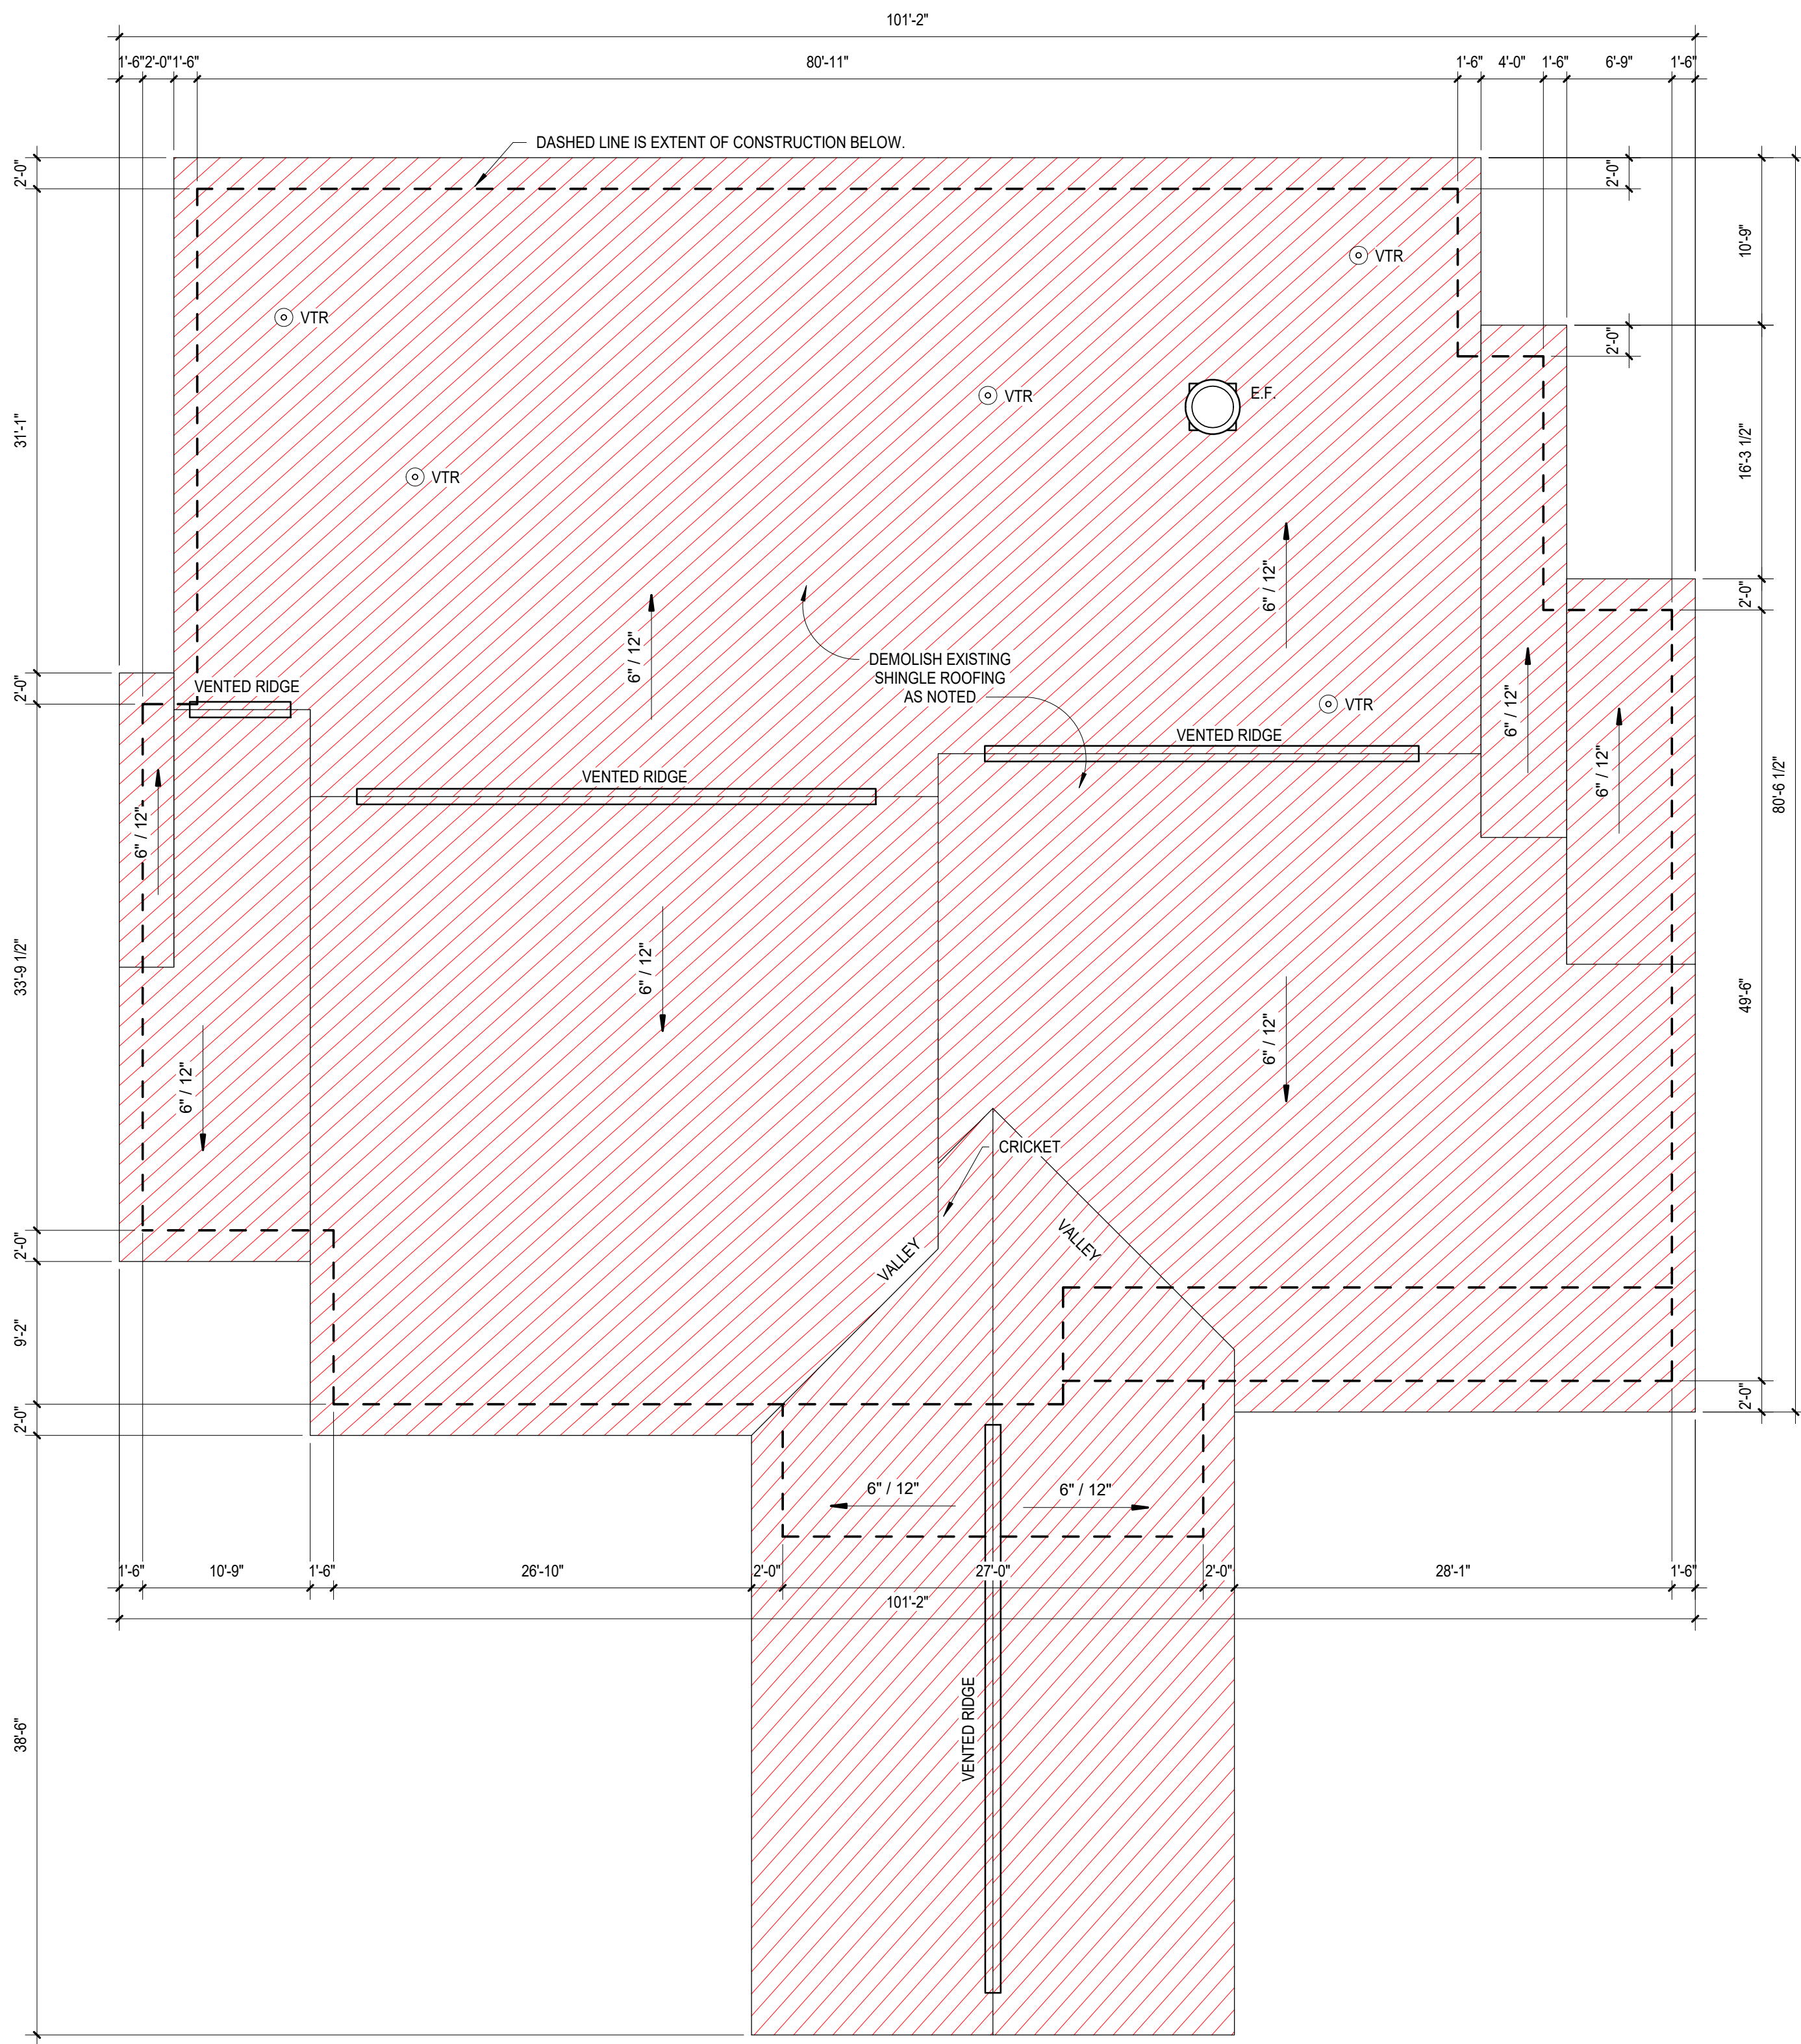 101'-2"
1'-6" 2'-0" 1'-6" 80'-11" 1'-6" 4'-0" 1'-6" 6'-9" 1'-6"
DASHED LINE IS EXTENT OF CONSTRUCTION BELOW.
2'-0"
2'-0"
10'-9"
VTR
VTR
2'-0"
VTR
E.F.
31'-1"
16'-3 1/2"
VTR
6" / 12"
2'-0"
6" / 12"
DEMOLISH EXISTING
SHINGLE ROOFING
AS NOTED
2'-0"
VENTED RIDGE
6" / 12"
VTR
VENTED RIDGE
6" / 12"
VENTED RIDGE
80'-6 1/2"
6" / 12"
33'-9 1/2"
6" / 12"
49'-6"
6" / 12"
6" / 12"
CRICKET
VALLEY
VALLEY
2'-0"
9'-2"
2'-0"
2'-0"
6" / 12"
6" / 12"
1'-6" 10'-9" 1'-6" 26'-10" 2'-0" 27'-0" 2'-0" 28'-1" 1'-6"
101'-2"
38'-6"
VENTED RIDGE